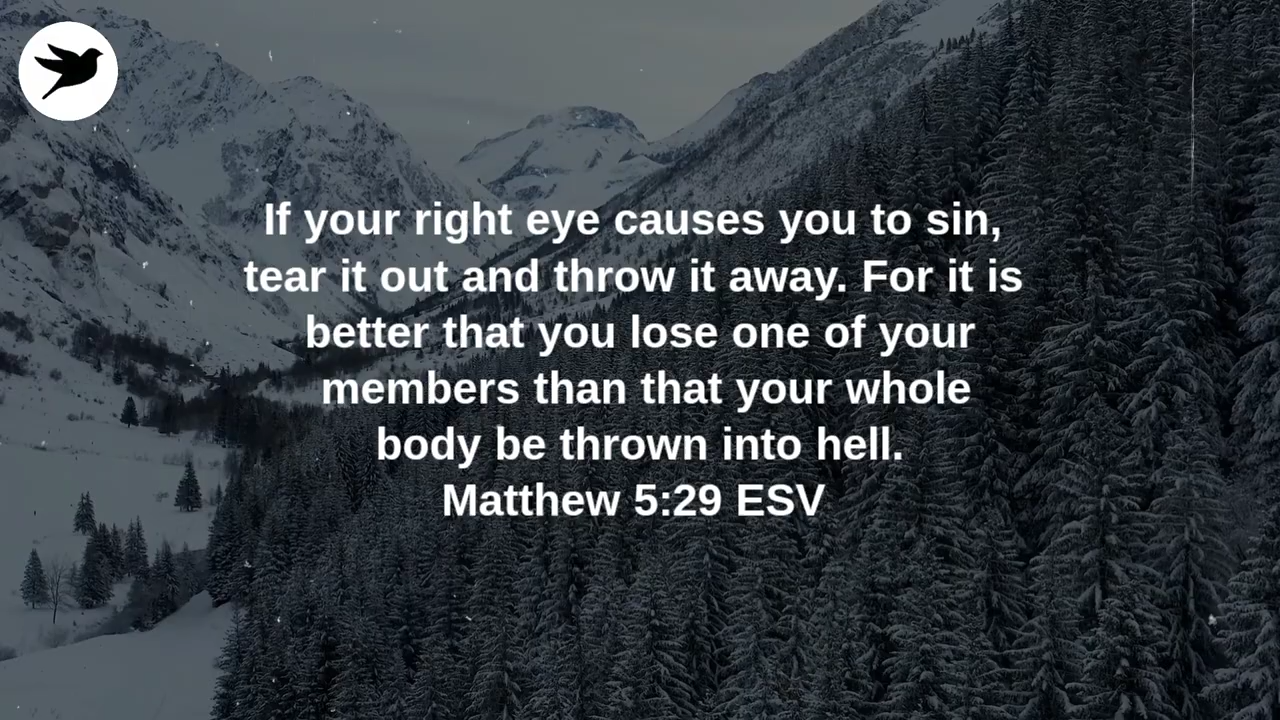 If your right eye causes you to sin,
tear it out and throw it away. For it is
better that you lose one of your
members than that your whole
body be thrown into hell.
Matthew 5:29 ESV